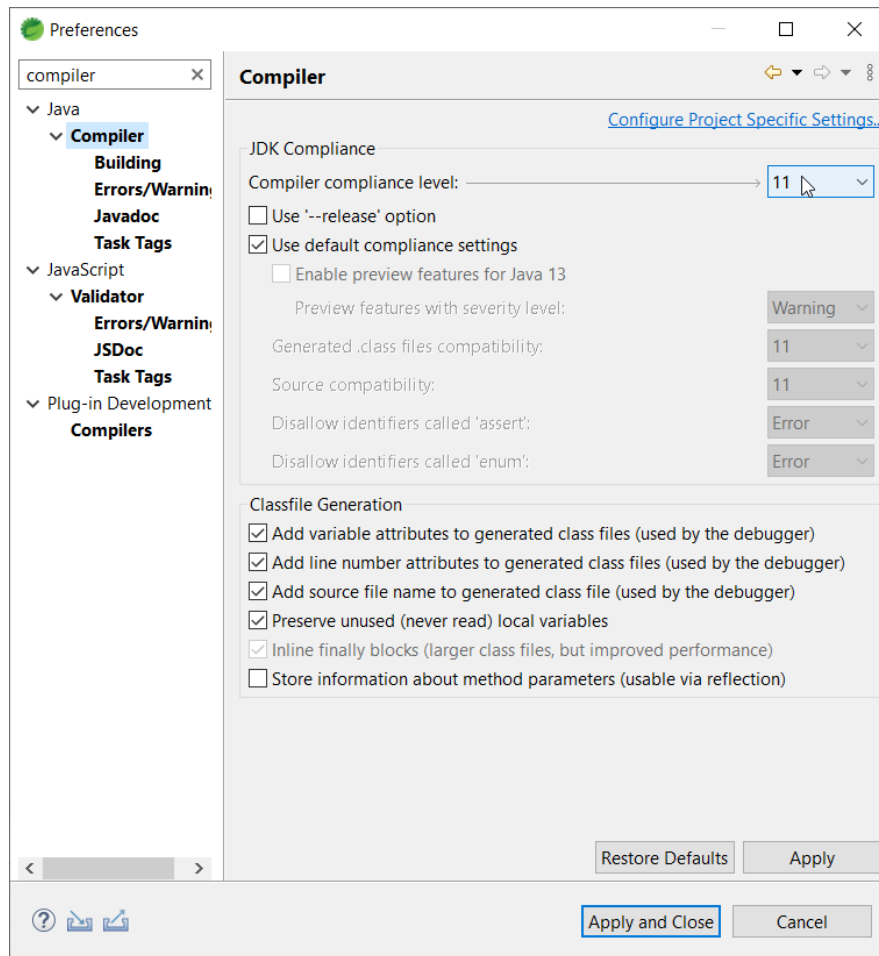 Preferences
compiler
Compiler
Java
Compiler
Building
Errors/Warnin
Javadoc
Task Tags
JavaScript
Validator
Errors/Warnin
JSDoc
Task Tags
Plug-in Development
Compilers
Configure Project Specific Settings..
JDK Compliance
Compiler compliance level: 11
Use '--release' option
Use default compliance settings
Enable preview features for Java 13
Preview features with severity level: Warning
Generated .class files compatibility: 11
Source compatibility: 11
Disallow identifiers called 'assert': Error
Disallow identifiers called 'enum': Error
Classfile Generation
Add variable attributes to generated class files (used by the debugger)
Add line number attributes to generated class files (used by the debugger)
Add source file name to generated class file (used by the debugger)
Preserve unused (never read) local variables
Inline finally blocks (larger class files, but improved performance)
Store information about method parameters (usable via reflection)
Restore Defaults Apply
Apply and Close Cancel